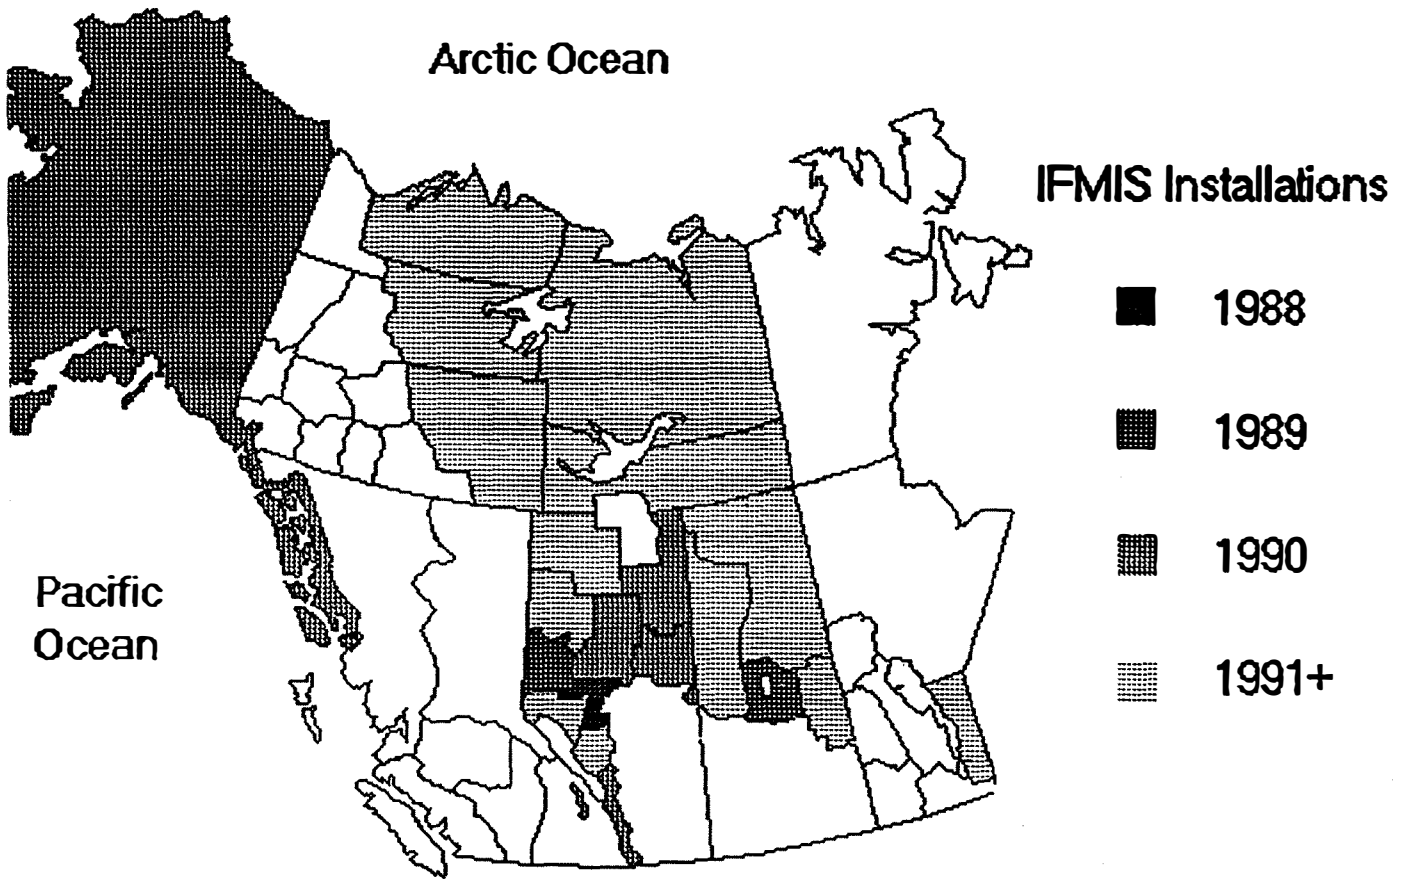 Arctic Ocean
IFMIS Installations
1988
1989
1990
1991+
Pacific
Ocean